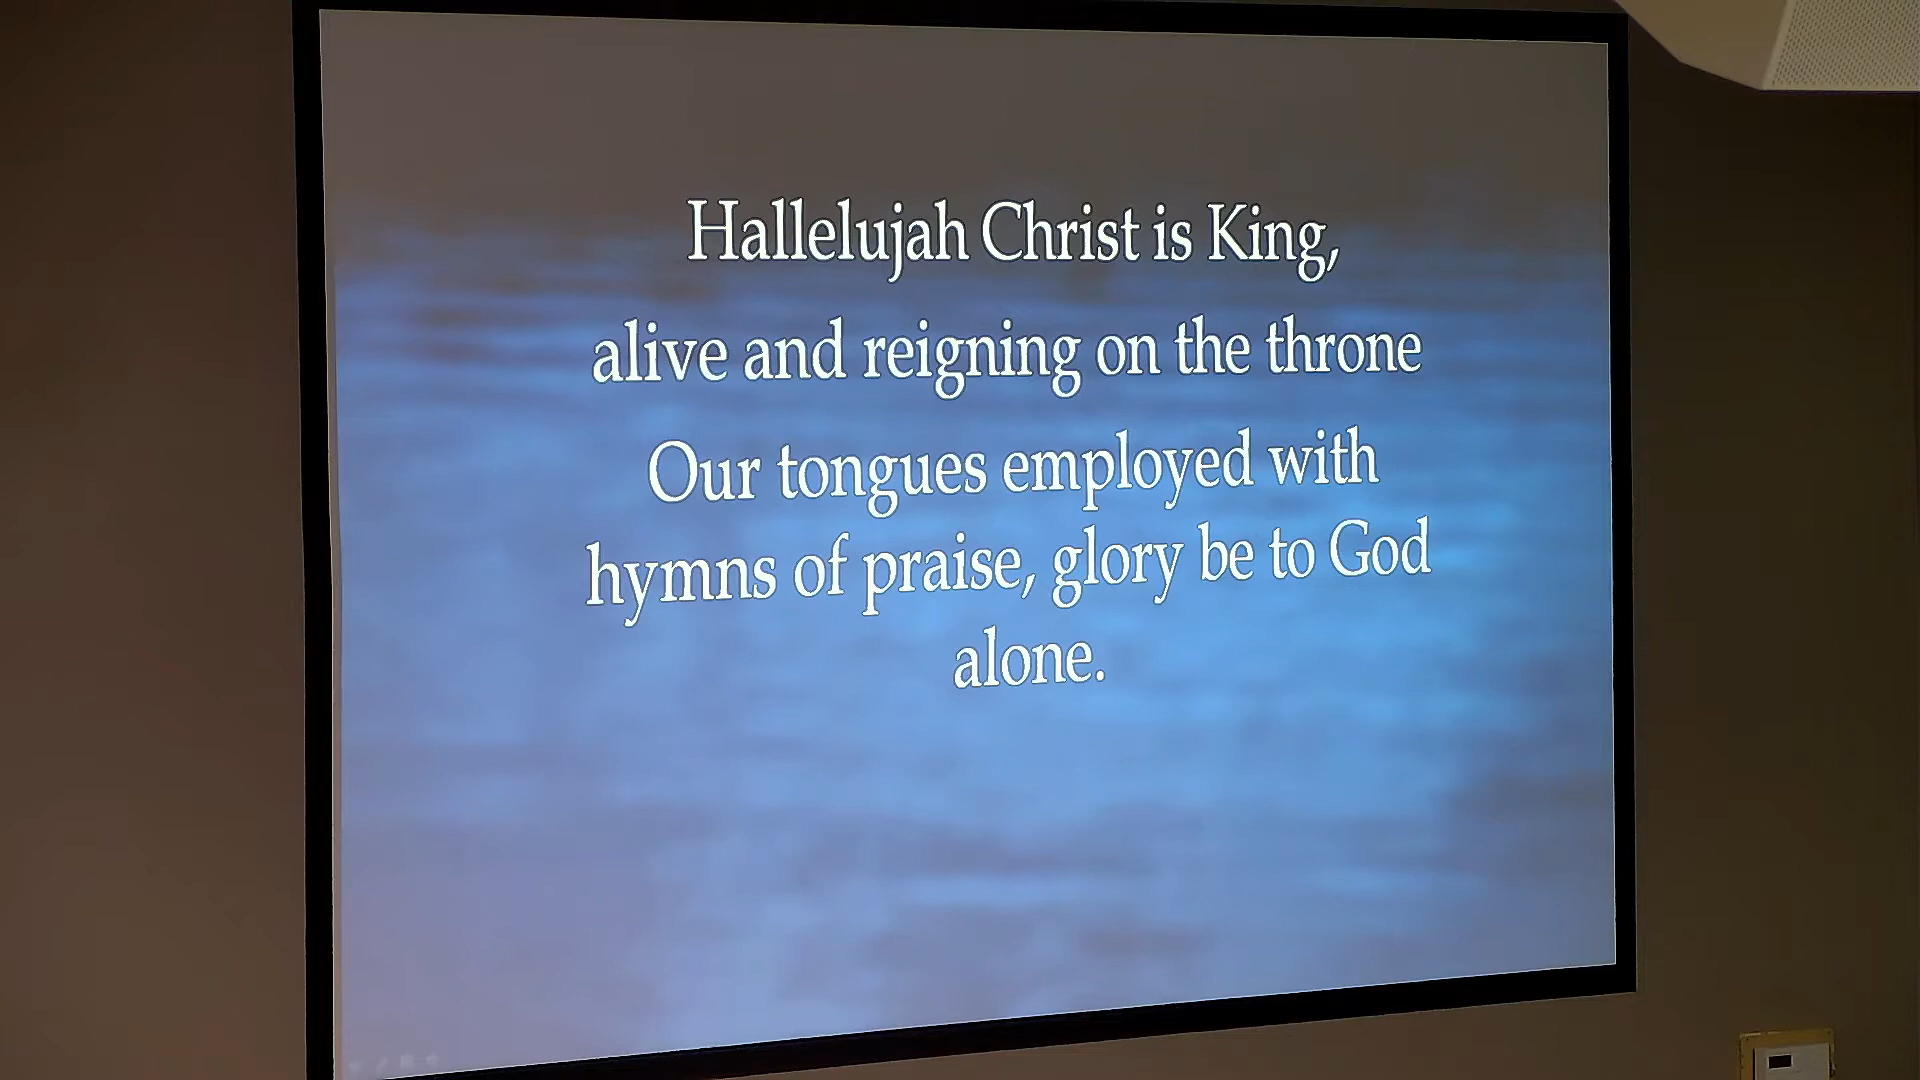 Hallelujah Christ is King,
alive and reigning on the throne
Our tongues employed with
hymns of praise, glory be to God
alone.